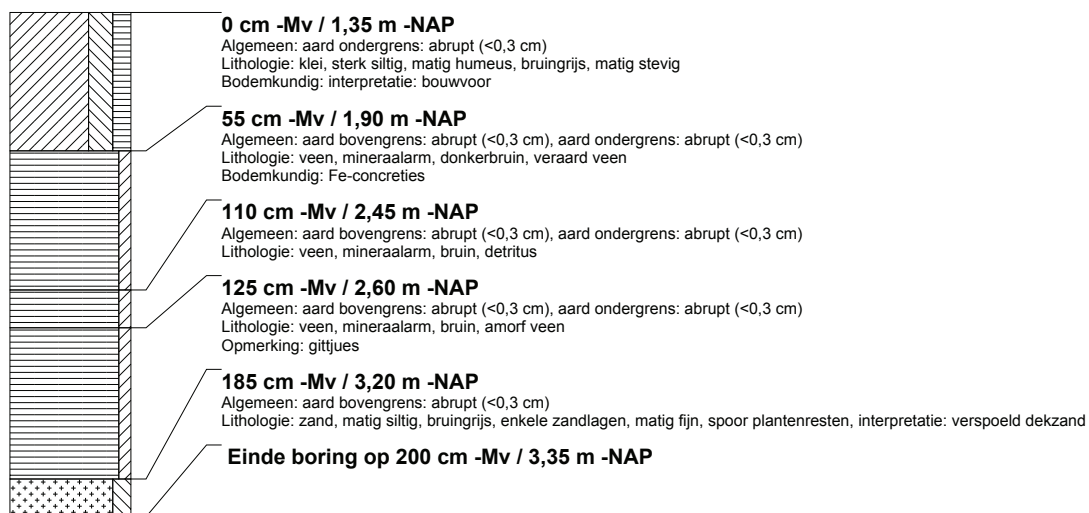 0 cm -Mv / 1,35 m -NAP
Algemeen: aard ondergrens: abrupt (<0,3 cm)
Lithologie: klei, sterk siltig, matig humeus, bruingrijs, matig stevig
Bodemkundig: interpretatie: bouwvoor
55 cm -Mv / 1,90 m -NAP
Algemeen: aard bovengrens: abrupt (<0,3 cm), aard ondergrens: abrupt (<0,3 cm)
Lithologie: veen, mineraalarm, donkerbruin, veraard veen
Bodemkundig: Fe-concreties
110 cm -Mv / 2,45 m -NAP
Algemeen: aard bovengrens: abrupt (<0,3 cm), aard ondergrens: abrupt (<0,3 cm)
Lithologie: veen, mineraalarm, bruin, detritus
125 cm -Mv / 2,60 m -NAP
Algemeen: aard bovengrens: abrupt (<0,3 cm), aard ondergrens: abrupt (<0,3 cm)
Lithologie: veen, mineraalarm, bruin, amorf veen
Opmerking: gittjues
185 cm -Mv / 3,20 m -NAP
Algemeen: aard bovengrens: abrupt (<0,3 cm)
Lithologie: zand, matig siltig, bruingrijs, enkele zandlagen, matig fijn, spoor plantenresten, interpretatie: verspoeld dekzand
Einde boring op 200 cm -Mv / 3,35 m -NAP